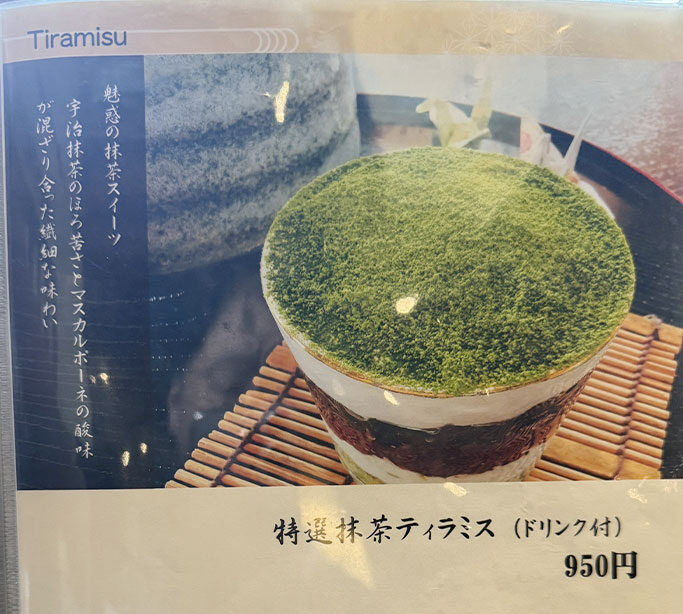 Tiramisu
魅惑の抹茶スイーツ
宇治抹茶のほろ苦さとマスカルポーネの酸味
が混ざり合った繊細な味わい
特選抹茶ティラミス（ドリンク付）
950円